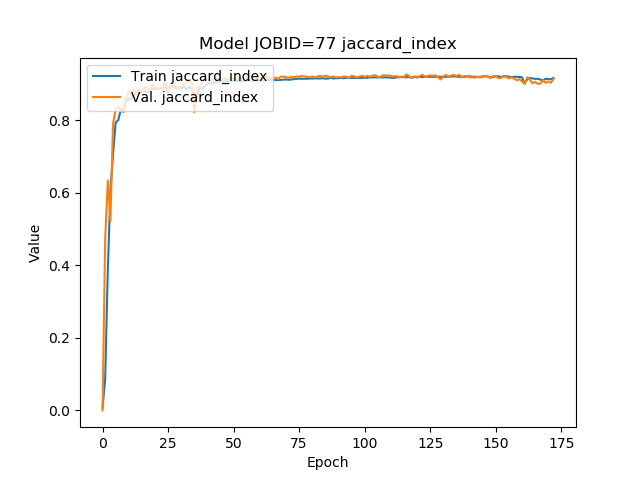 Model JOBID=77 jaccard_index
Train jaccard_index
Val. jaccard_index
0.8
0.6
0.4
0.2
0.0
Value
0 25 50 75 100 125 150 175
Epoch